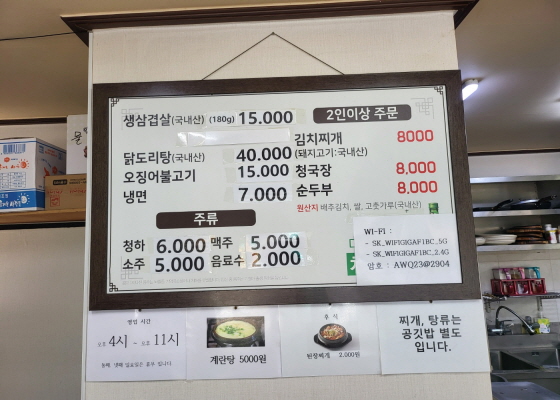 생삼겹살(국내산) (180g) 15.000
닭도리탕(국내산) 40.000
오징어불고기 15.000
냉면 7.000
주류
청하 6.000 맥주 5.000
소주 5.000 음료수 2.000
2인이상 주문
김치찌개 8000
(돼지고기:국내산)
청국장 8,000
순두부 8,000
원산지 배추김치, 쌀, 고춧가루(국내산)
WI-FI :
- SK_WIFIGIGAF1BC_5G
- SK_WIFIGIGAF1BC_2.4G
암호 : AWQ23@2904
영업 시간
오후 4시 - 오후 11시
계란탕 5000원
후식
된장찌개 2.000원
찌개, 탕류는
공깃밥 별도
입니다.